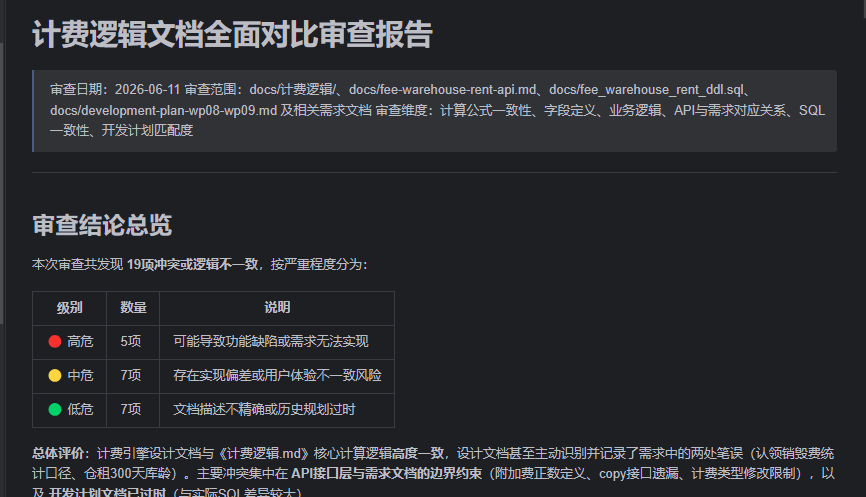 计费逻辑文档全面对比审查报告
审查日期：2026-06-11 审查范围：docs/计费逻辑/、docs/fee-warehouse-rent-api.md、docs/fee_warehouse_rent_ddl.sql、
docs/development-plan-wp08-wp09.md 及相关需求文档 审查维度：计算公式一致性、字段定义、业务逻辑、API与需求对应关系、SQL
一致性、开发计划匹配度
审查结论总览
本次审查共发现 19项冲突或逻辑不一致，按严重程度分为：
级别 数量 说明
高危 5项 可能导致功能缺陷或需求无法实现
中危 7项 存在实现偏差或用户体验不一致风险
低危 7项 文档描述不精确或历史规划过时
总体评价：计费引擎设计文档与《计费逻辑.md》核心计算逻辑高度一致，设计文档甚至主动识别并记录了需求中的两处笔误（认领销毁费统
计口径、仓租300天库龄）。主要冲突集中在 API接口层与需求文档的边界约束（附加费正数定义、copy接口遗漏、计费类型修改限制），以
及 开发计划文档已过时（与实际SQL差异较大）